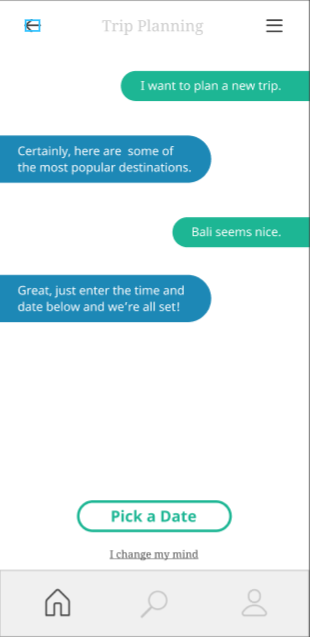 Trip Planning
I want to plan a new trip.
Certainly, here are  some of
the most popular destinations.
Bali seems nice.
Great, just enter the time and
date below and we're all set!
Pick a Date
I change my mind